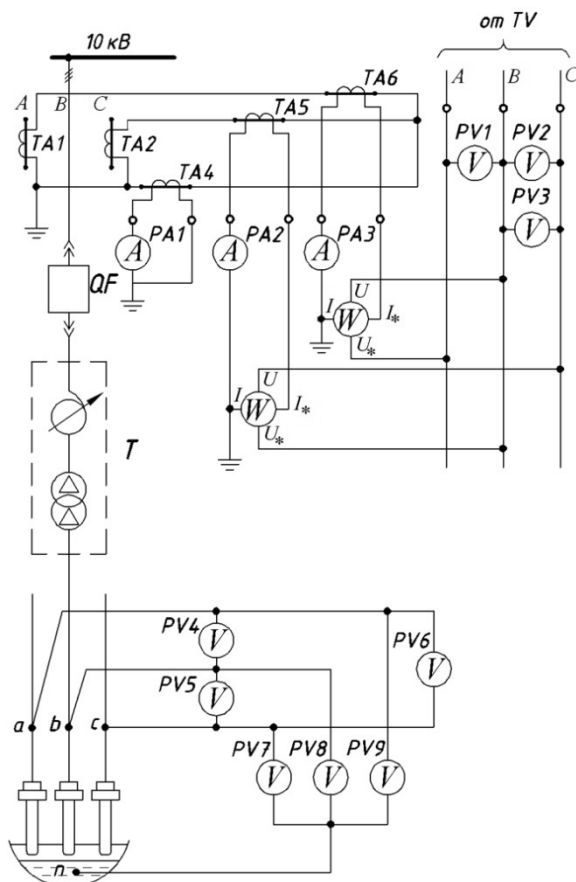 от TV
10 кВ
A B C
TA6
A B C
TA5
TA1 TA2
PV1 PV2
V V
TA4
PV3
V
PA1 PA2 PA3
A A A
QF
U
I W I*
U*
U
I W I*
U*
T
PV4
V
PV6
V
PV5
V
a b c
PV7 PV8 PV9
V V V
n